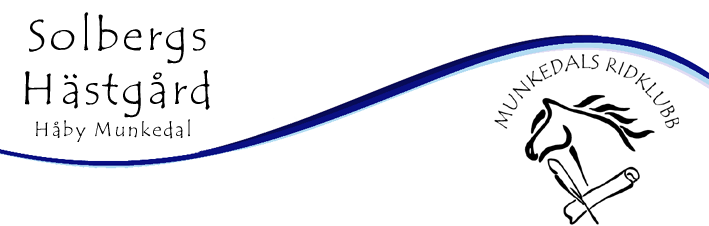 Solbergs
Hästgård
Håby Munkedal
MUNKEDALS RIDKLUBB